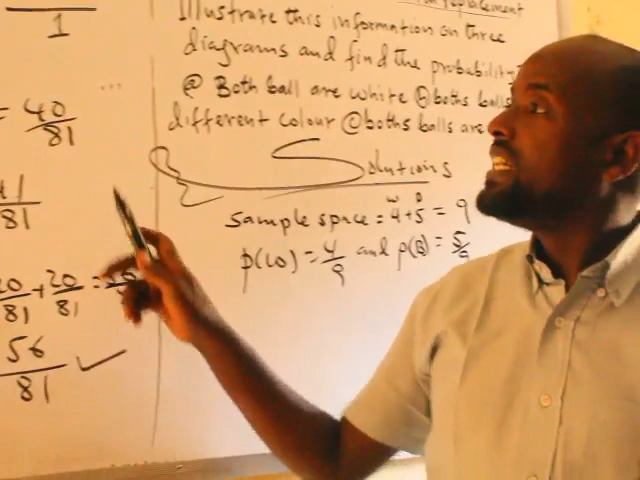 1
= 40/81
41/81
20/81 + 20/81 =
56/81 ✓
replacement
Illustrate this information on three
diagrams and find the probability
@ Both ball are white ⓑ boths balls
different colour @ boths balls are
Solutions
Sample space = 4 + 5 = 9
p(w) = 4/9 and p(B) = 5/9